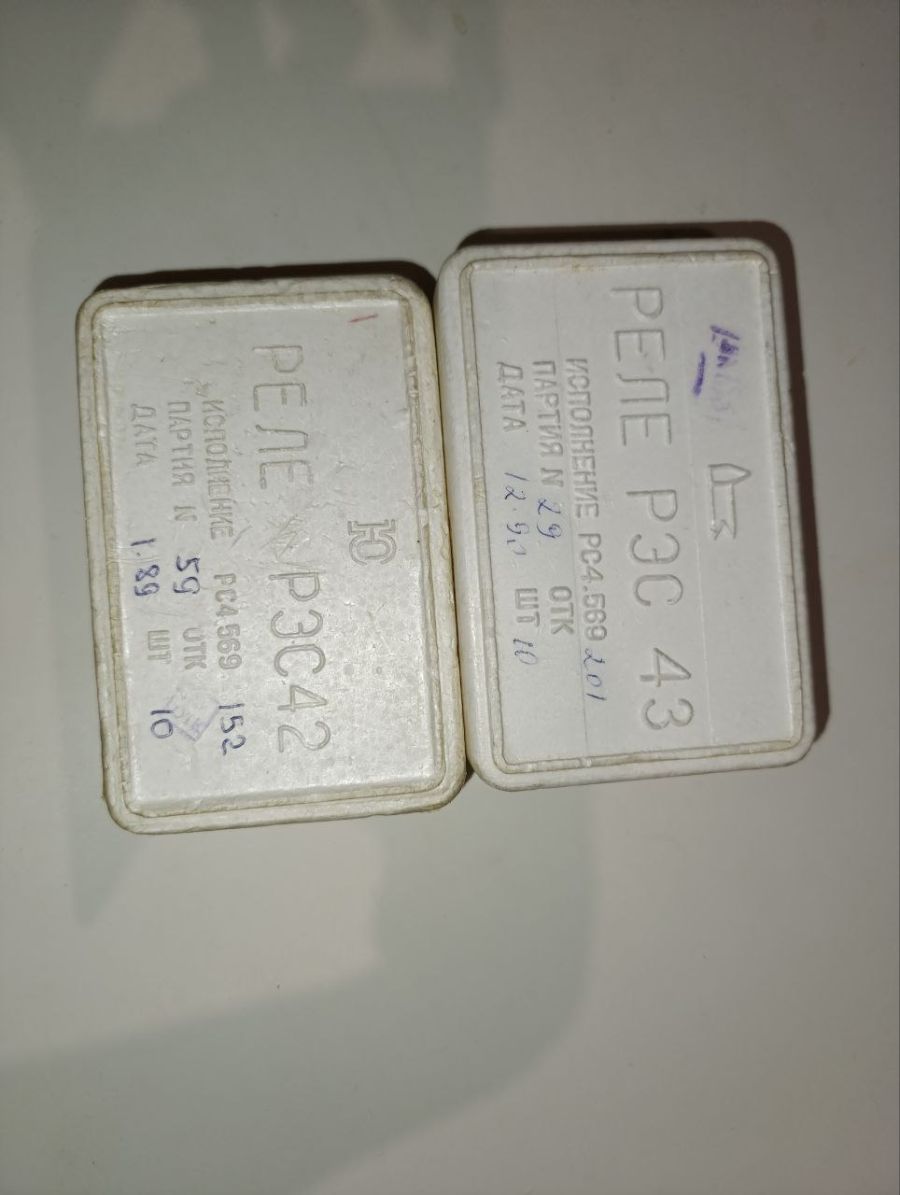 Ю
РЕЛЕ РЭС42
ИСПОЛНЕНИЕ РС4.569 152
ПАРТИЯ N 59 ОТК
ДАТА 1.89 ШТ 10
РЕЛЕ РЭС 43
ИСПОЛНЕНИЕ РС4.569 201
ПАРТИЯ N 29 ОТК
ДАТА 12.90 ШТ 10